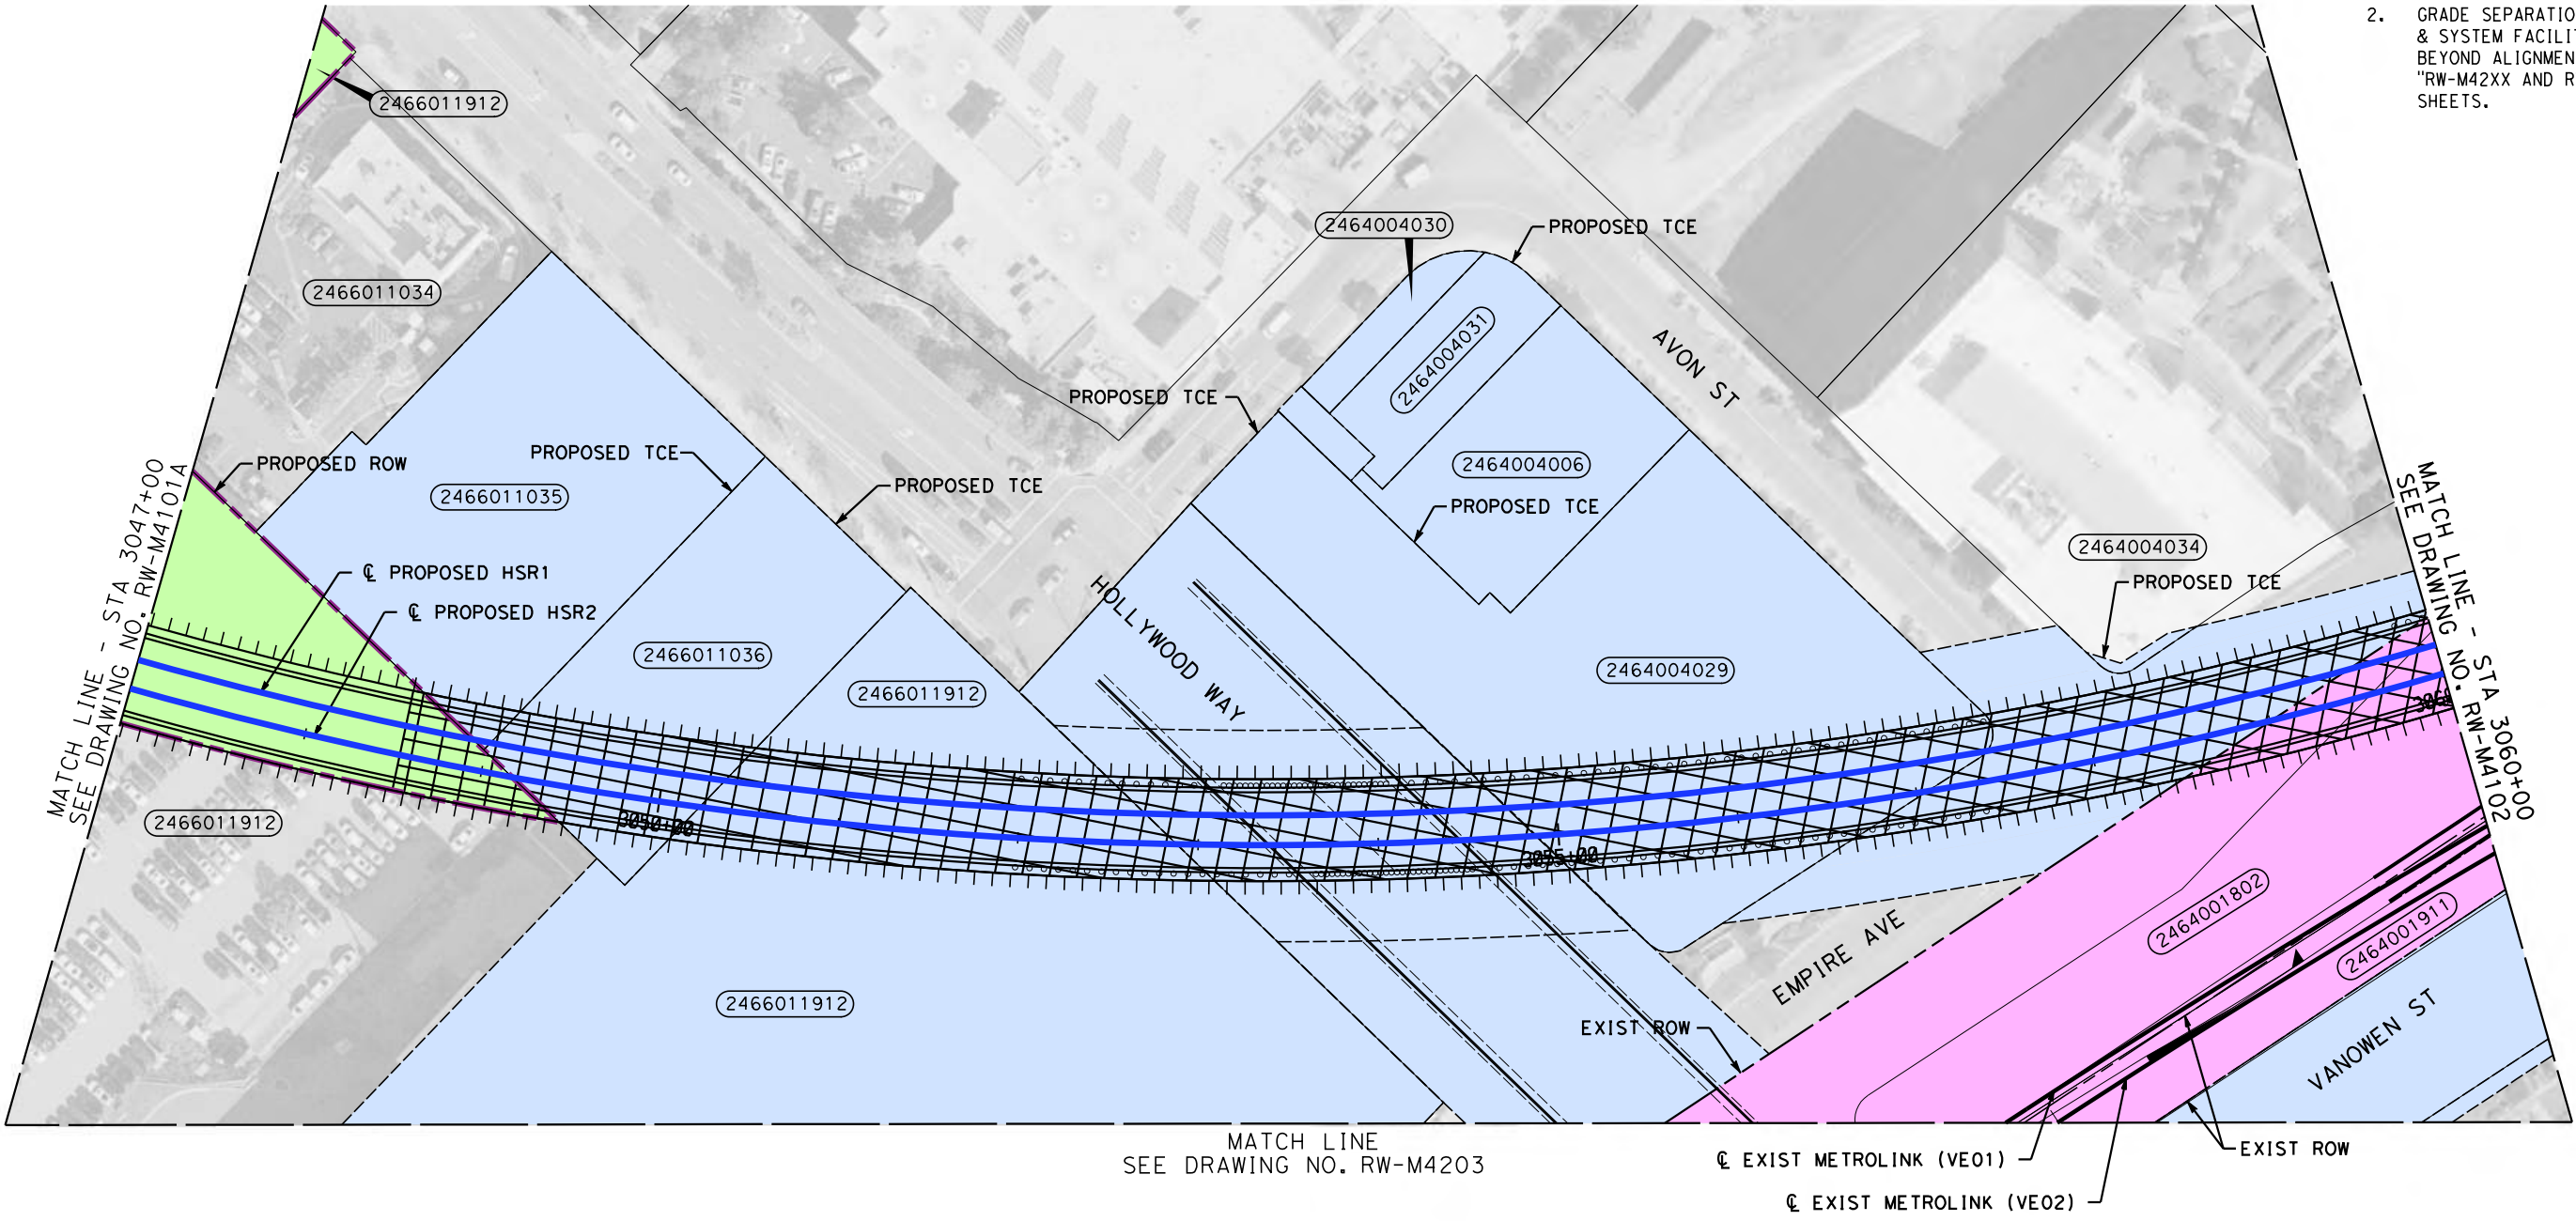 2. GRADE SEPARATIO
& SYSTEM FACILIT
BEYOND ALIGNMEN
"RW-M42XX AND R
SHEETS.
2466011912
2464004030
PROPOSED TCE
2466011034
2464004031
AVON ST
PROPOSED TCE
PROPOSED ROW
PROPOSED TCE
2466011035
PROPOSED TCE
2464004006
PROPOSED TCE
MATCH LINE - STA 3047+00
SEE DRAWING NO. RW-M4101A
MATCH LINE - STA 3060+00
SEE DRAWING NO. RW-M4102
2464004034
PROPOSED TCE
℄ PROPOSED HSR1
℄ PROPOSED HSR2
HOLLYWOOD WAY
2466011036
2466011912
2464004029
2466011912
3050+00
3055+00
2464001802
2464001911
EMPIRE AVE
2466011912
EXIST ROW
VANOWEN ST
MATCH LINE
SEE DRAWING NO. RW-M4203
℄ EXIST METROLINK (VE01)
EXIST ROW
℄ EXIST METROLINK (VE02)